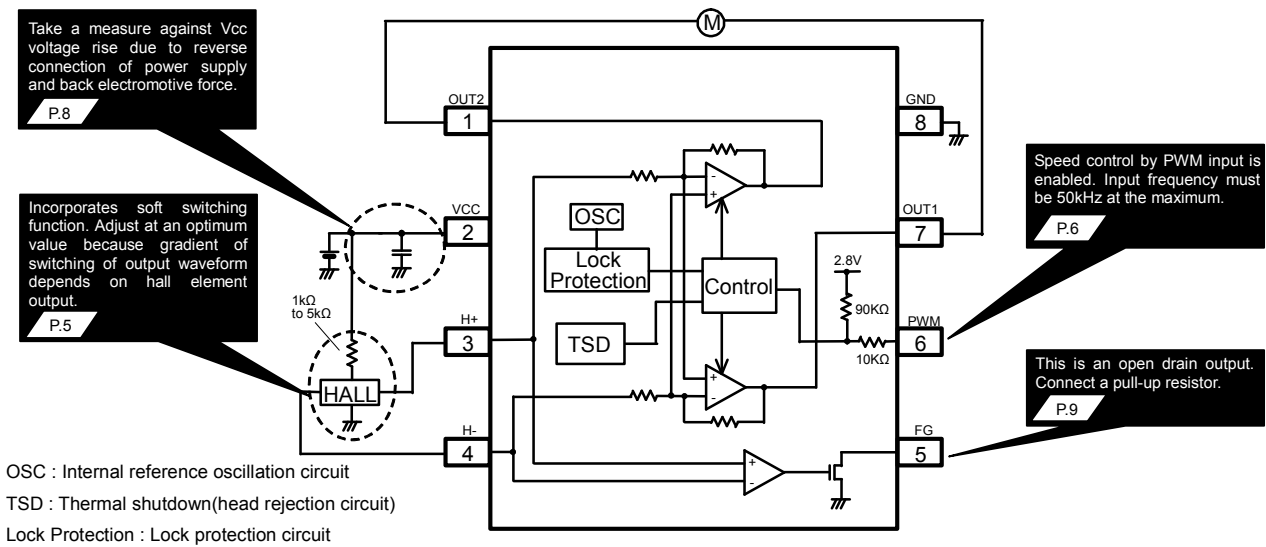 Take a measure against Vcc
voltage rise due to reverse
connection of power supply
and back electromotive force.
P.8
Incorporates soft switching
function. Adjust at an optimum
value because gradient of
switching of output waveform
depends on hall element
output.
P.5
M
OUT2
1
GND
8
VCC
2
OUT1
7
1kΩ
to 5kΩ
H+
3
HALL
H-
4
-
+
OSC
Lock
Protection
Control
TSD
2.8V
90KΩ
10KΩ
PWM
6
+
-
FG
5
+
-
Speed control by PWM input is
enabled. Input frequency must
be 50kHz at the maximum.
P.6
This is an open drain output.
Connect a pull-up resistor.
P.9
OSC : Internal reference oscillation circuit
TSD : Thermal shutdown(head rejection circuit)
Lock Protection : Lock protection circuit